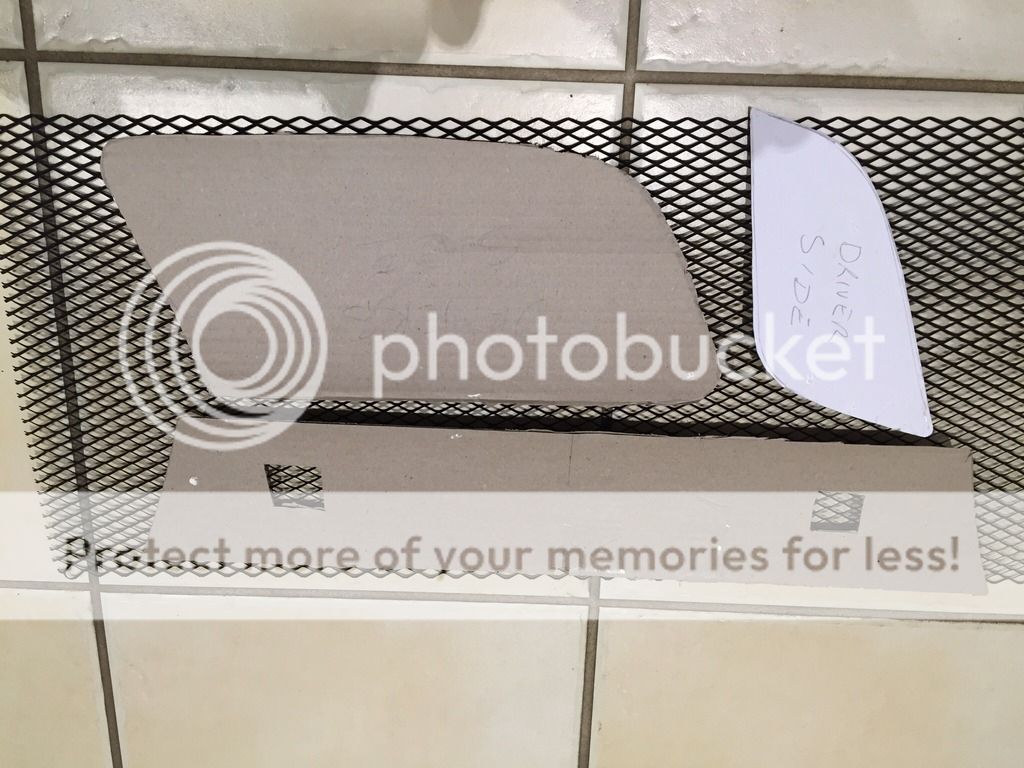 DRIVER
SIDE
photobucket
Protect more of your memories for less!